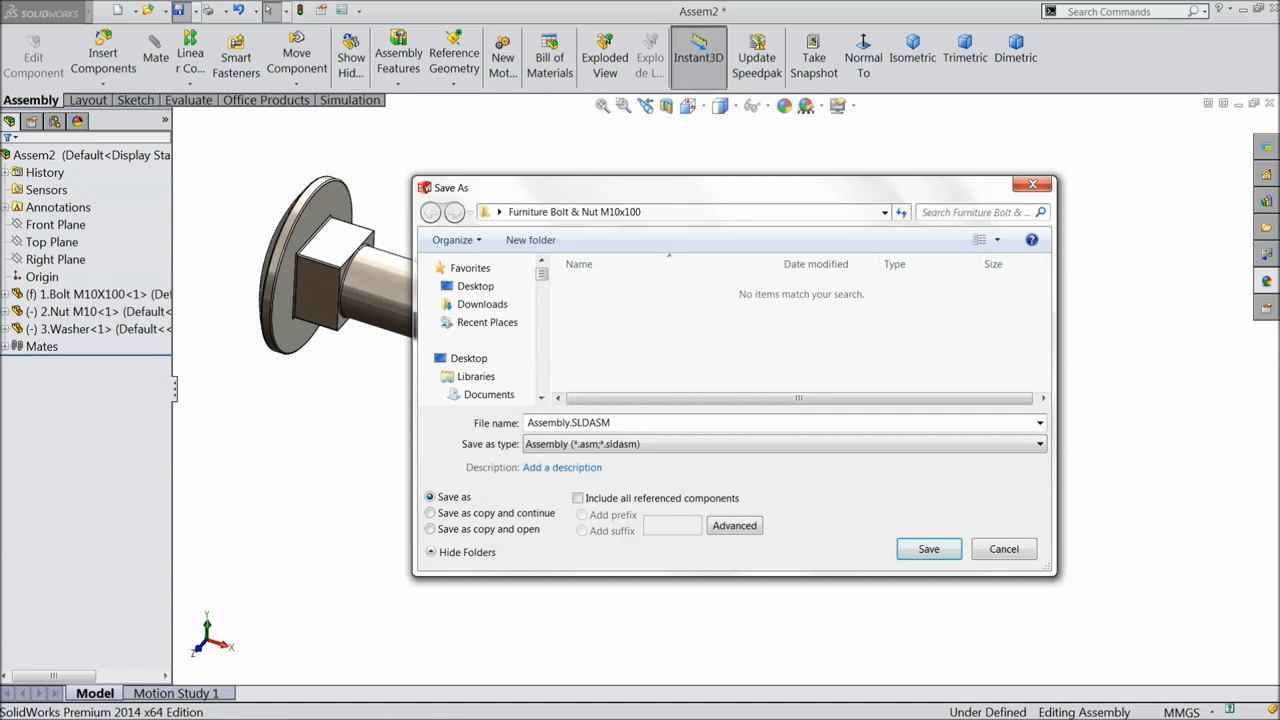 SOLIDWORKS
Assem2 *
Search Commands
Edit Component
Insert Components
Mate
Linea r Co...
Smart Fasteners
Move Component
Show Hid...
Assembly Features
Reference Geometry
New Mot...
Bill of Materials
Exploded View
Explo de L...
Instant3D
Update Speedpak
Take Snapshot
Normal To
Isometric
Trimetric
Dimetric
Assembly
Layout
Sketch
Evaluate
Office Products
Simulation
Assem2 (Default<Display Sta
History
Sensors
Annotations
Front Plane
Top Plane
Right Plane
Origin
(f) 1.Bolt M10X100<1> (Def
(-) 2.Nut M10<1> (Default<
(-) 3.Washer<1> (Default<<
Mates
Save As
Furniture Bolt & Nut M10x100
Search Furniture Bolt & ...
Organize
New folder
Name
Date modified
Type
Size
No items match your search.
Favorites
Desktop
Downloads
Recent Places
Desktop
Libraries
Documents
File name:
Assembly.SLDASM
Save as type:
Assembly (*.asm;*.sldasm)
Description:
Add a description
Save as
Save as copy and continue
Save as copy and open
Include all referenced components
Add prefix
Add suffix
Advanced
Hide Folders
Save
Cancel
Y
X
Z
Model
Motion Study 1
SolidWorks Premium 2014 x64 Edition
Under Defined
Editing Assembly
MMGS